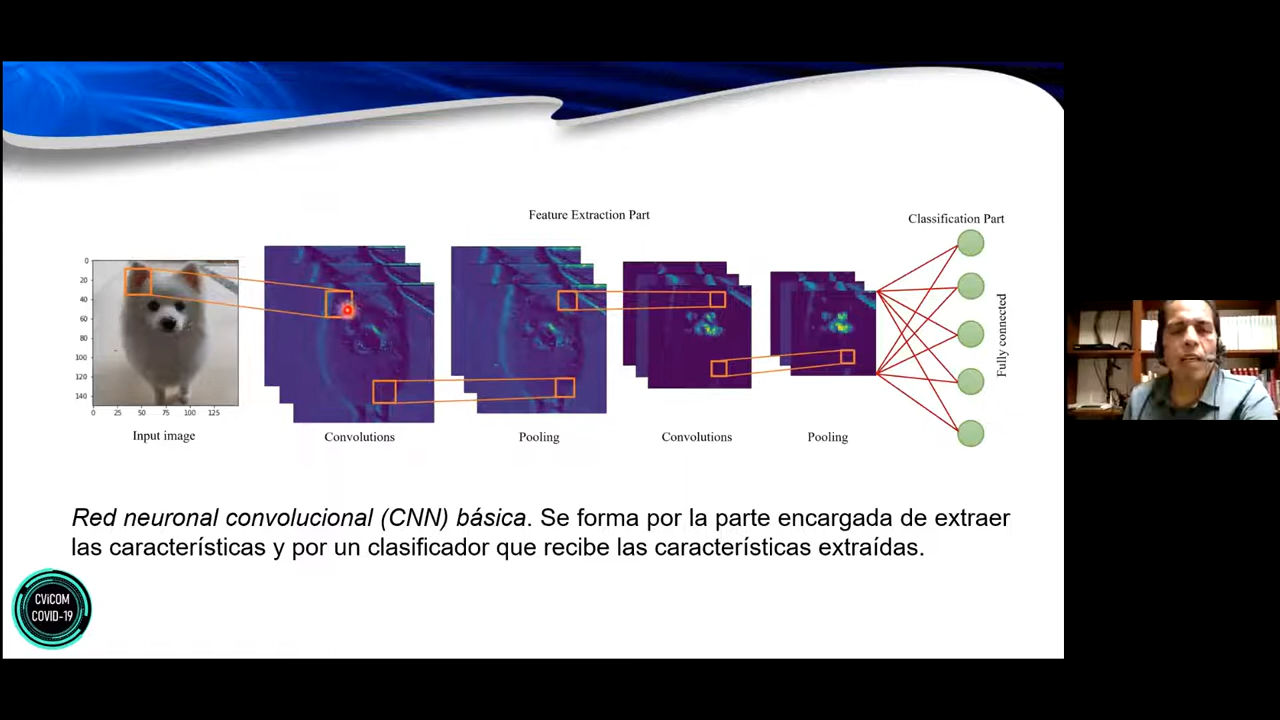 Feature Extraction Part
Classification Part
0
20
40
60
80
100
120
140
0 25 50 75 100 125
Fully connected
Input image
Convolutions
Pooling
Convolutions
Pooling
Red neuronal convolucional (CNN) básica. Se forma por la parte encargada de extraer
las características y por un clasificador que recibe las características extraídas.
CViCOM
COVID-19